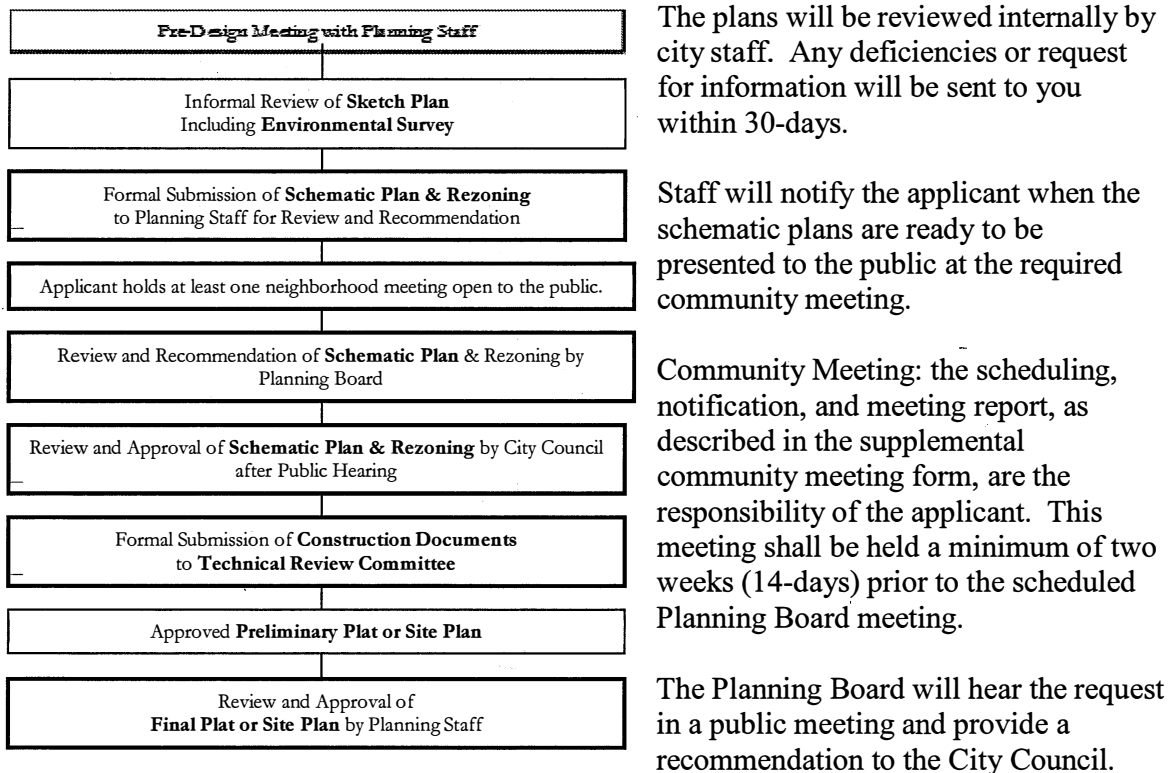 Pre-Design Meeting with Planning Staff
Informal Review of Sketch Plan
Including Environmental Survey
Formal Submission of Schematic Plan & Rezoning
to Planning Staff for Review and Recommendation
Applicant holds at least one neighborhood meeting open to the public.
Review and Recommendation of Schematic Plan & Rezoning by
Planning Board
Review and Approval of Schematic Plan & Rezoning by City Council
after Public Hearing
Formal Submission of Construction Documents
to Technical Review Committee
Approved Preliminary Plat or Site Plan
Review and Approval of
Final Plat or Site Plan by Planning Staff
The plans will be reviewed internally by
city staff. Any deficiencies or request
for information will be sent to you
within 30-days.
Staff will notify the applicant when the
schematic plans are ready to be
presented to the public at the required
community meeting.
Community Meeting: the scheduling,
notification, and meeting report, as
described in the supplemental
community meeting form, are the
responsibility of the applicant. This
meeting shall be held a minimum of two
weeks (14-days) prior to the scheduled
Planning Board meeting.
The Planning Board will hear the request
in a public meeting and provide a
recommendation to the City Council.